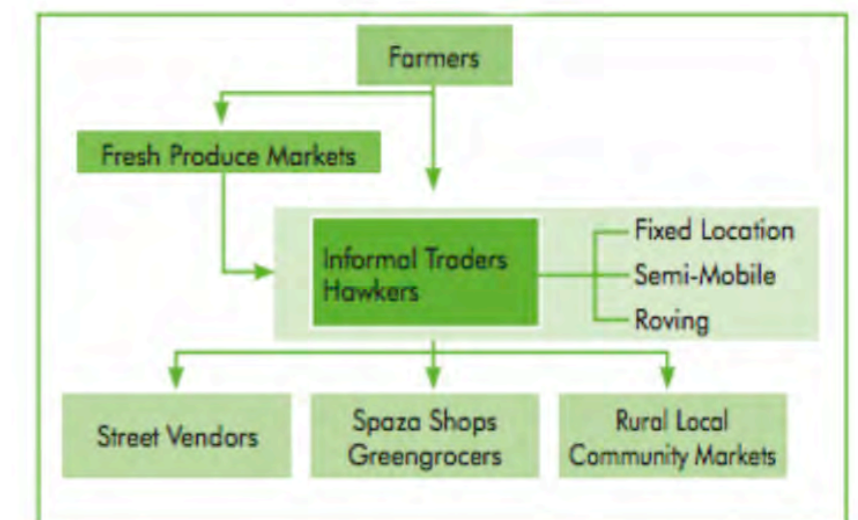 Farmers
Fresh Produce Markets
Informal Traders
Hawkers
Fixed Location
Semi-Mobile
Roving
Street Vendors
Spaza Shops
Greengrocers
Rural Local
Community Markets